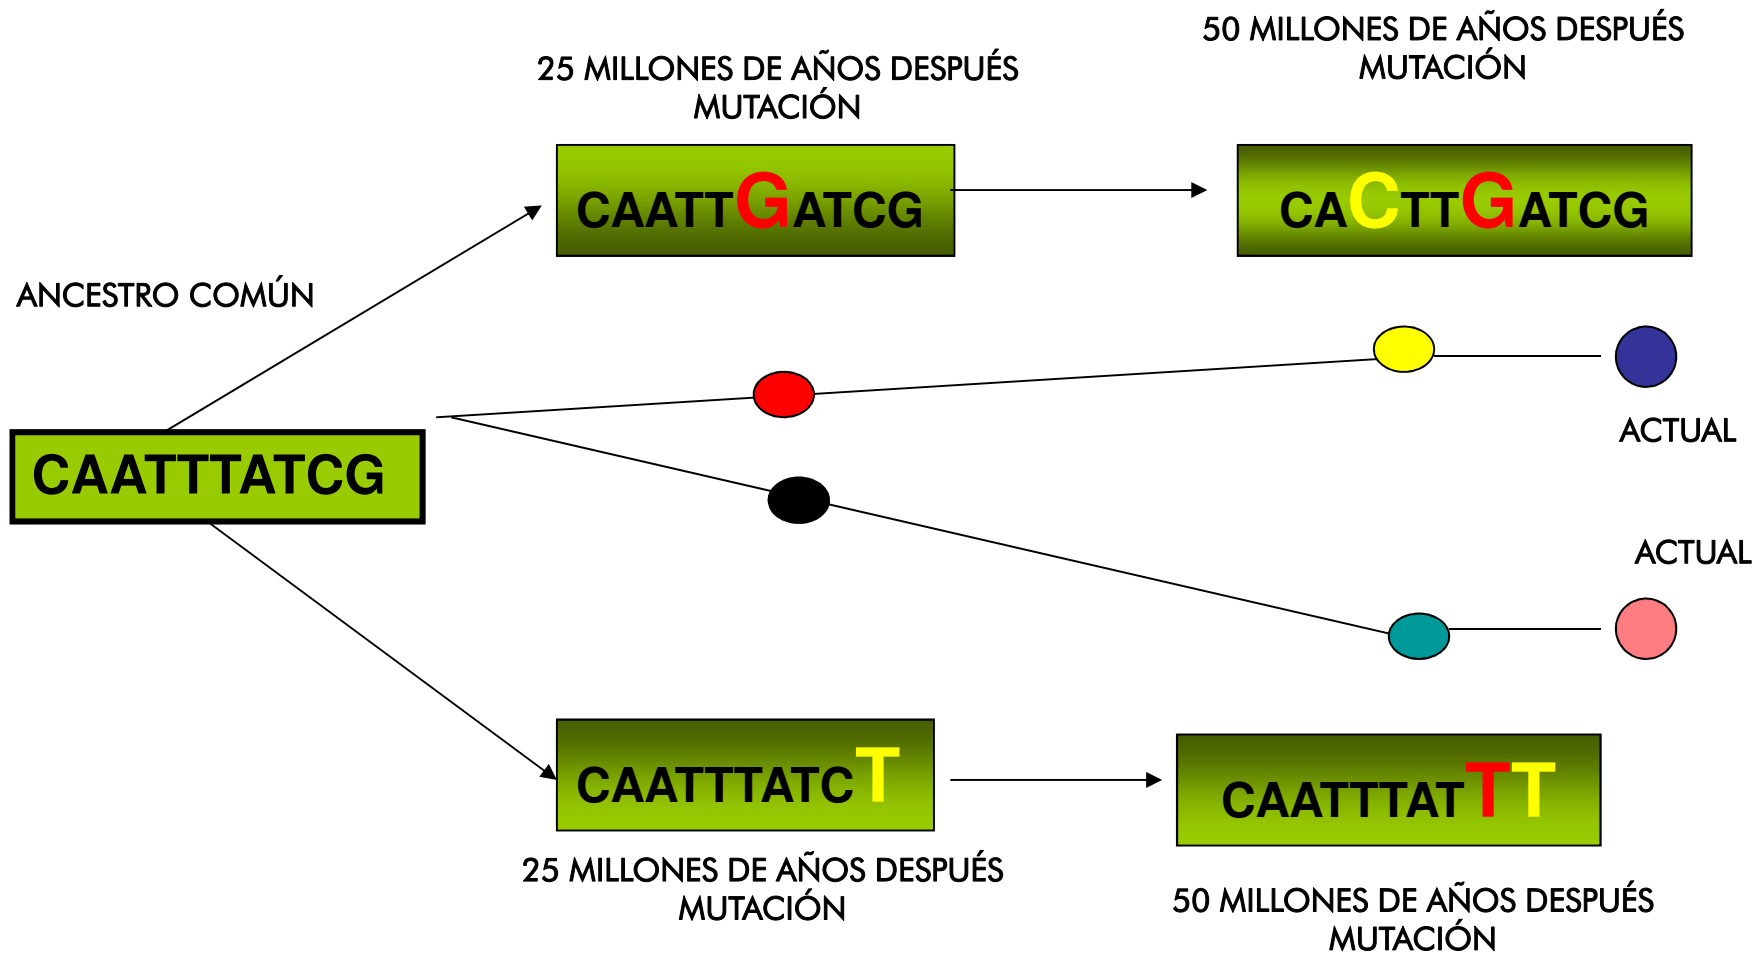 50 MILLONES DE AÑOS DESPUÉS
MUTACIÓN
25 MILLONES DE AÑOS DESPUÉS
MUTACIÓN
CAATTGATCG
CACTTGATCG
ANCESTRO COMÚN
ACTUAL
CAATTTATCG
ACTUAL
CAATTTATCT
CAATTTATTT
25 MILLONES DE AÑOS DESPUÉS
MUTACIÓN
50 MILLONES DE AÑOS DESPUÉS
MUTACIÓN